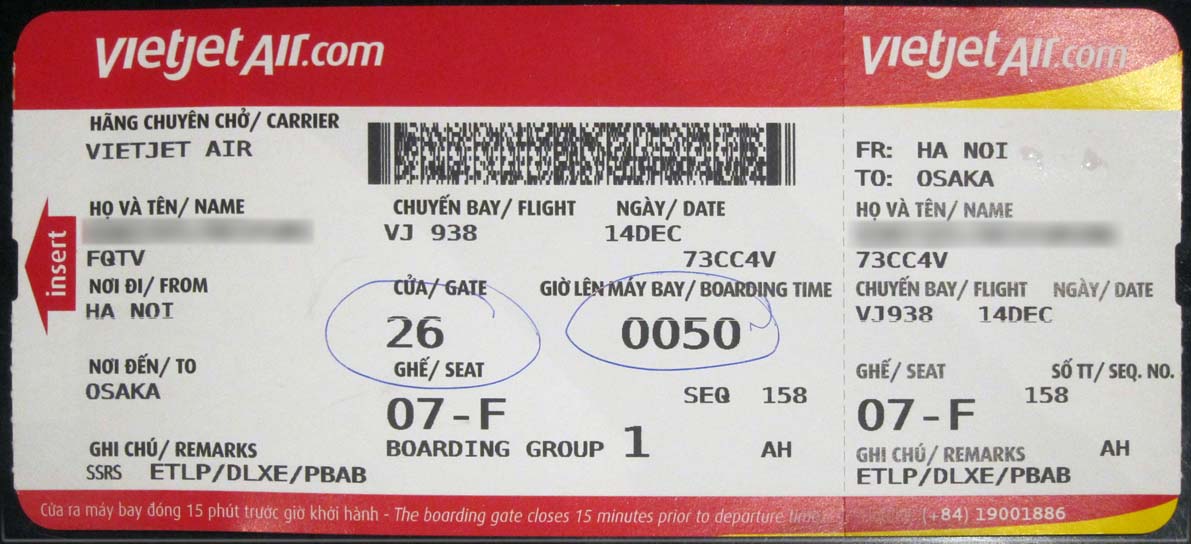 vietjetAir.com
HÃNG CHUYÊN CHỞ/ CARRIER
VIETJET AIR
HỌ VÀ TÊN/ NAME
CHUYẾN BAY/ FLIGHT NGÀY/ DATE
VJ 938 14DEC
FQTV 73CC4V
NƠI ĐI/ FROM CỬA/ GATE GIỜ LÊN MÁY BAY/ BOARDING TIME
HA NOI 26 0050
NƠI ĐẾN/ TO GHẾ/ SEAT
OSAKA 07-F SEQ 158
GHI CHÚ/ REMARKS BOARDING GROUP 1 AH
SSRS ETLP/DLXE/PBAB
insert
Cửa ra máy bay đóng 15 phút trước giờ khởi hành - The boarding gate closes 15 minutes prior to departure time
vietjetAir.com
FR: HA NOI
TO: OSAKA
HỌ VÀ TÊN/ NAME
73CC4V
CHUYẾN BAY/ FLIGHT NGÀY/ DATE
VJ938 14DEC
GHẾ/ SEAT SỐ TT/ SEQ. NO.
07-F 158
GHI CHÚ/ REMARKS AH
ETLP/DLXE/PBAB
(+84) 19001886